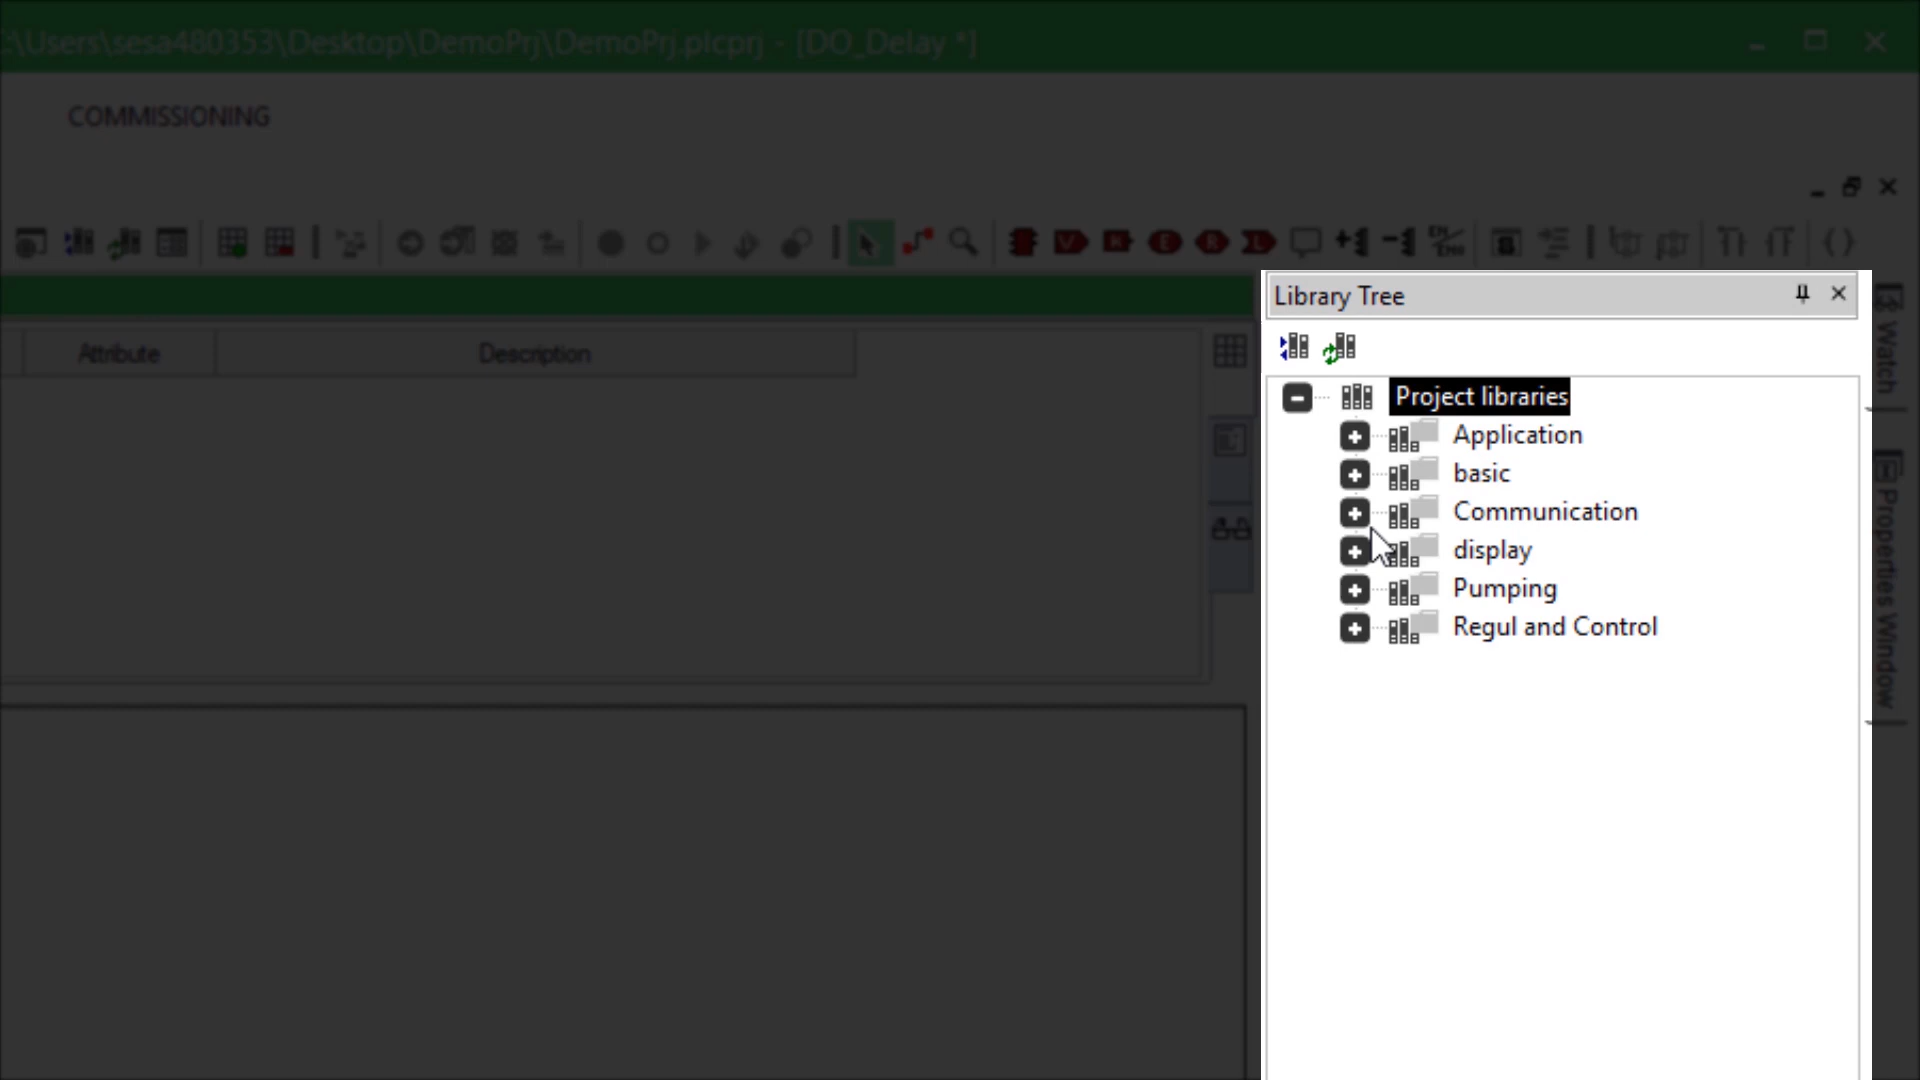 :\Users\sesa480353\Desktop\DemoPrj\DemoPrj.plcprj - [DO_Delay *]
COMMISSIONING
Library Tree
Attribute
Description
Project libraries
Application
basic
Communication
display
Pumping
Regul and Control
Watch
Properties Window